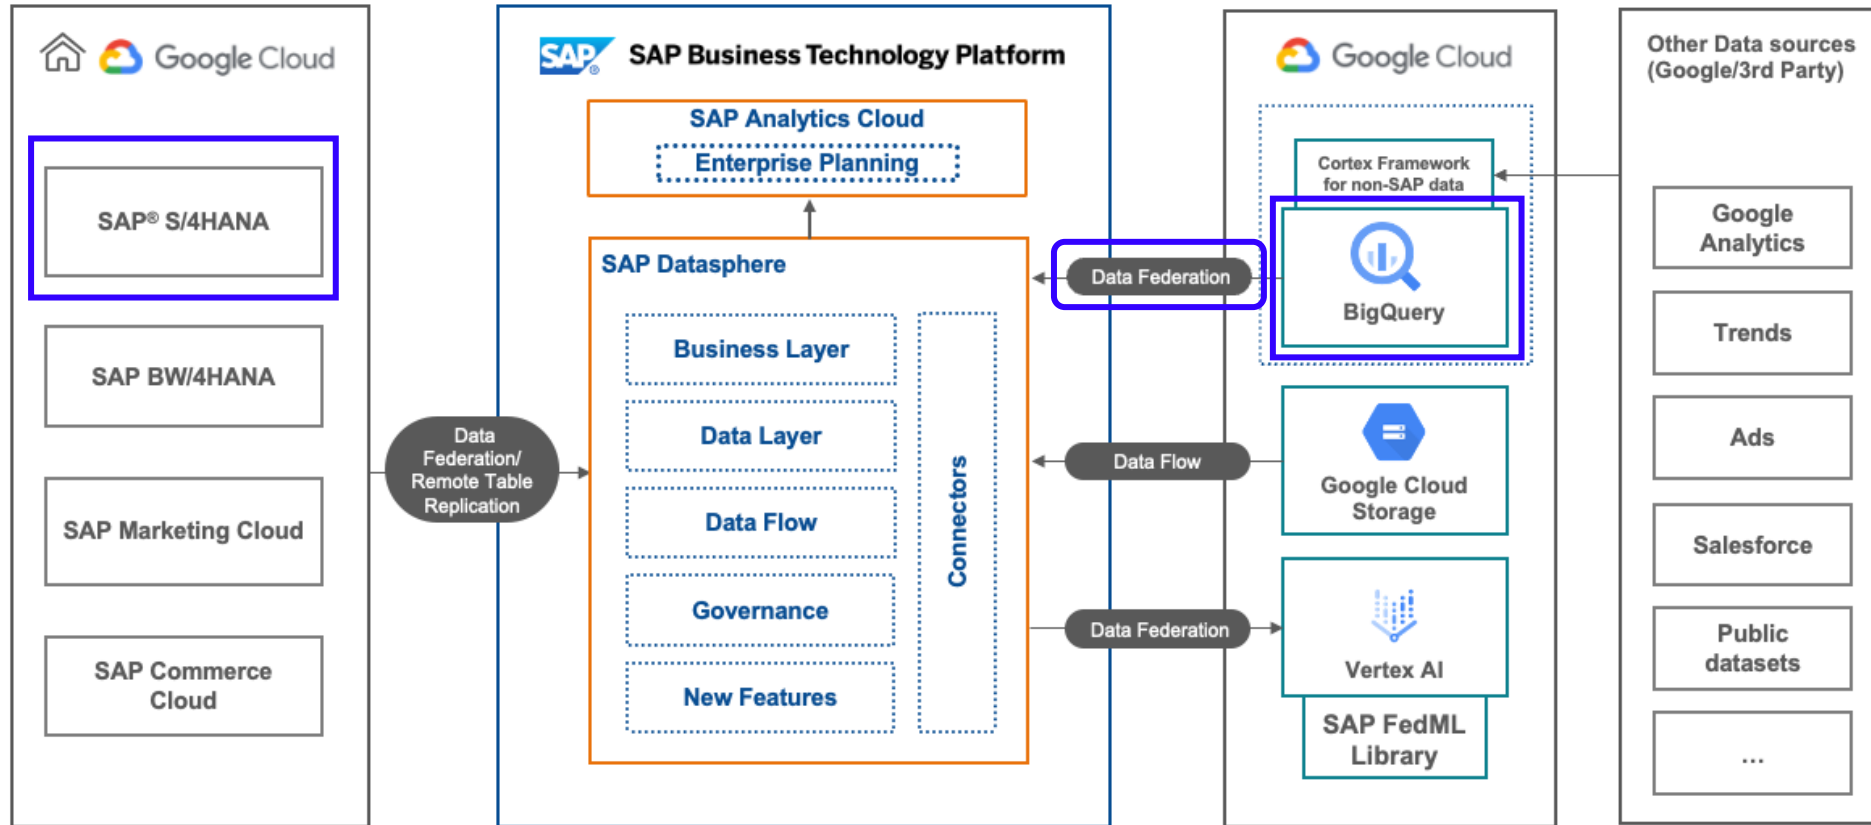 Google Cloud
SAP® S/4HANA
SAP BW/4HANA
SAP Marketing Cloud
SAP Commerce
Cloud
Data
Federation/
Remote Table
Replication
SAP®
SAP Business Technology Platform
SAP Analytics Cloud
Enterprise Planning
SAP Datasphere
Business Layer
Data Layer
Data Flow
Governance
New Features
Connectors
Data Federation
Data Flow
Data Federation
Google Cloud
Cortex Framework
for non-SAP data
BigQuery
Google Cloud
Storage
Vertex AI
SAP FedML
Library
Other Data sources
(Google/3rd Party)
Google
Analytics
Trends
Ads
Salesforce
Public
datasets
...